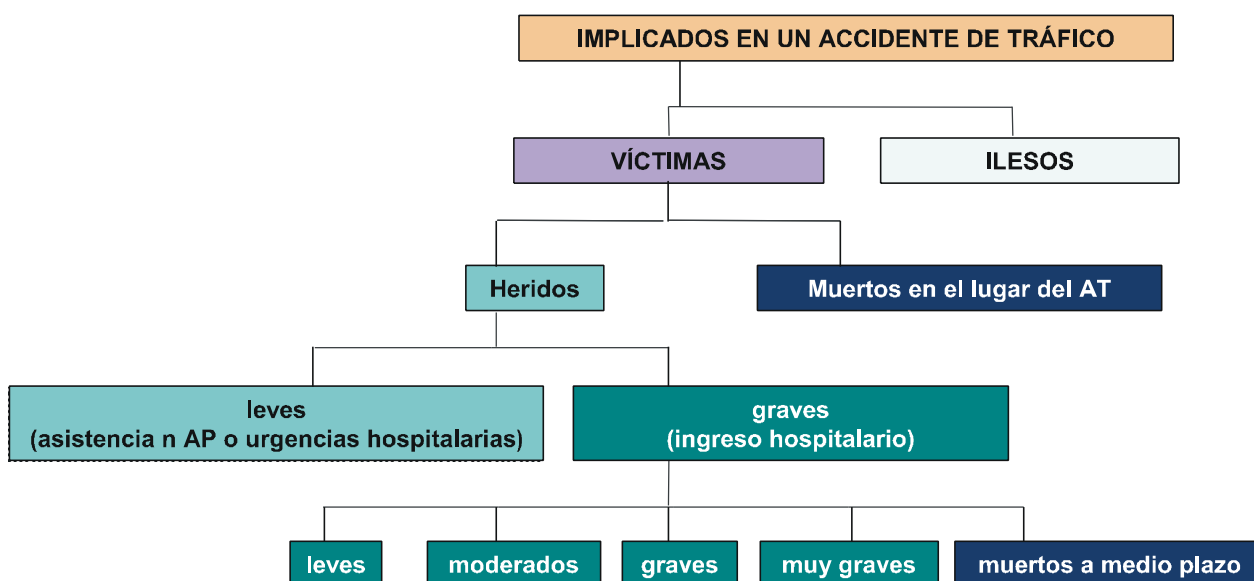 IMPLICADOS EN UN ACCIDENTE DE TRÁFICO
VÍCTIMAS
ILESOS
Heridos
Muertos en el lugar del AT
leves
(asistencia n AP o urgencias hospitalarias)
graves
(ingreso hospitalario)
leves
moderados
graves
muy graves
muertos a medio plazo